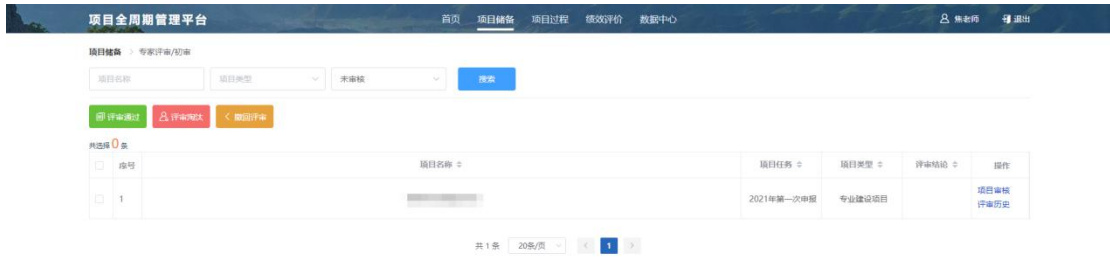 项目全周期管理平台 首页 项目储备 项目过程 绩效评价 数据中心 焦老师 退出
项目储备 > 专家评审/初审
项目名称 项目类型 未审核 搜索
评审通过 评审淘汰 < 撤回评审
共选择 0 条
序号 项目名称 项目任务 项目类型 评审结论 操作
1 2021年第一次申报 专业建设项目 项目审核
评审历史
共 1 条 20条/页 < 1 >